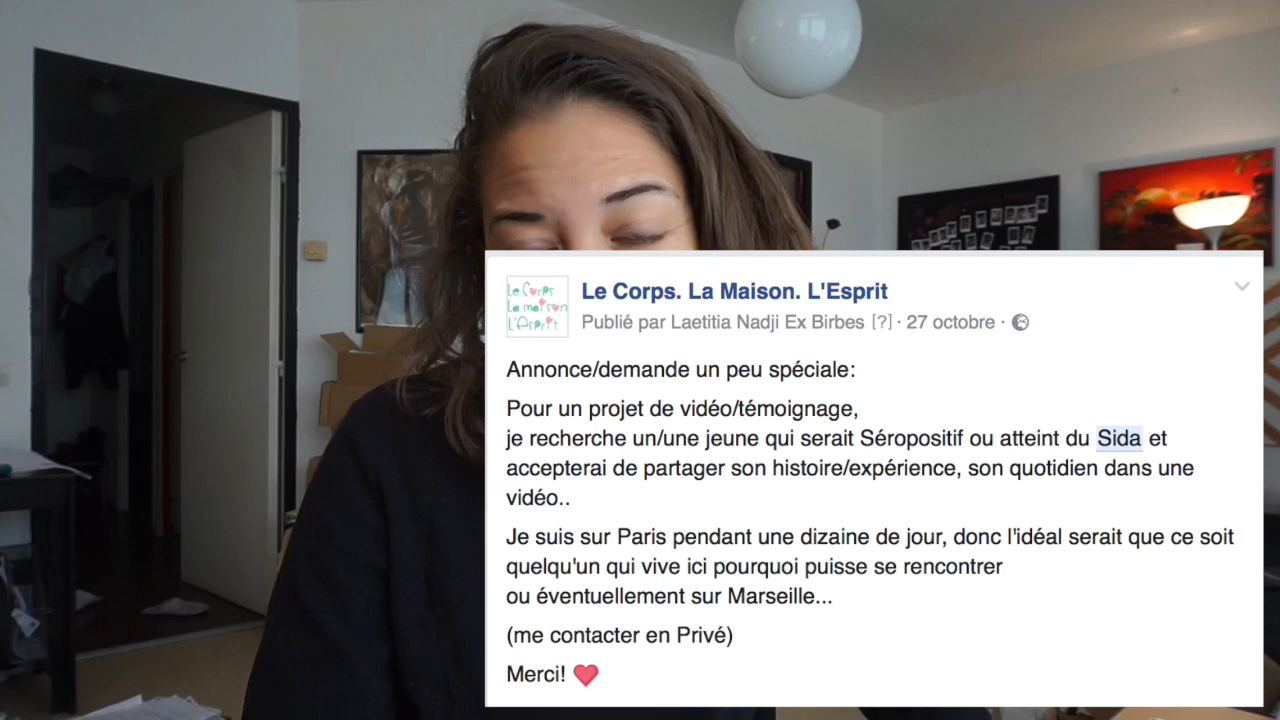 Le Corps
La maison
L'Esprit
Le Corps. La Maison. L'Esprit
Publié par Laetitia Nadji Ex Birbes [?] · 27 octobre ·
Annonce/demande un peu spéciale:
Pour un projet de vidéo/témoignage,
je recherche un/une jeune qui serait Séropositif ou atteint du Sida et
accepterai de partager son histoire/expérience, son quotidien dans une
vidéo..
Je suis sur Paris pendant une dizaine de jour, donc l'idéal serait que ce soit
quelqu'un qui vive ici pourquoi puisse se rencontrer
ou éventuellement sur Marseille...
(me contacter en Privé)
Merci! ❤️